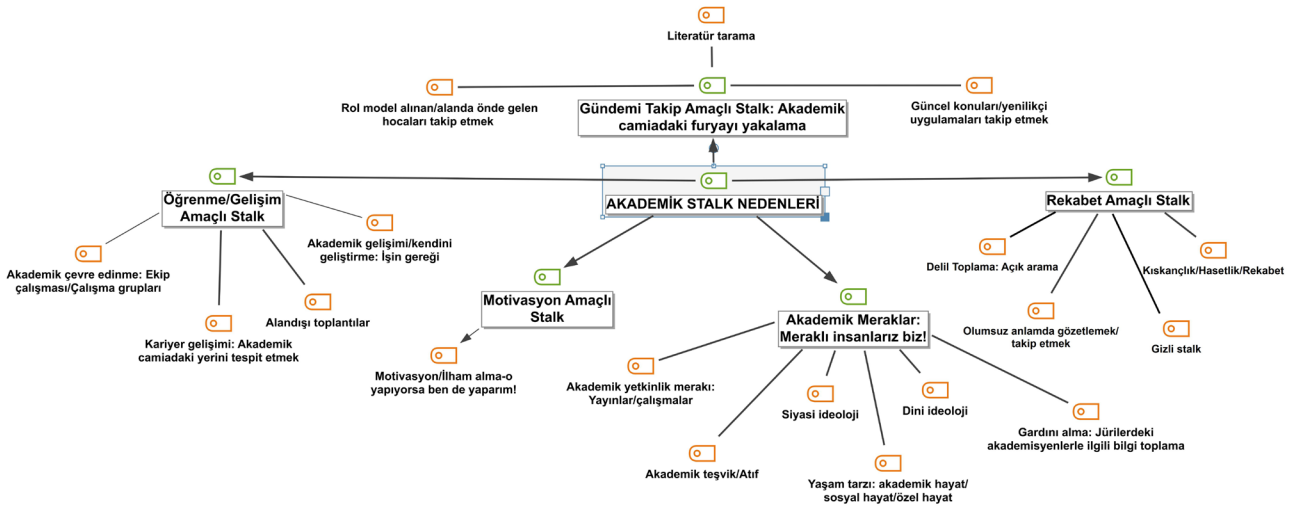 Literatür tarama
Rol model alınan/alanda önde gelen
hocaları takip etmek
Gündemi Takip Amaçlı Stalk: Akademik
camiadaki furyayı yakalama
Güncel konuları/yenilikçi
uygulamaları takip etmek
AKADEMİK STALK NEDENLERİ
Öğrenme/Gelişim
Amaçlı Stalk
Akademik gelişimi/kendini
geliştirme: İşin gereği
Akademik çevre edinme: Ekip
çalışması/Çalışma grupları
Alandışı toplantılar
Kariyer gelişimi: Akademik
camiadaki yerini tespit etmek
Motivasyon Amaçlı
Stalk
Motivasyon/İlham alma-o
yapıyorsa ben de yaparım!
Akademik Meraklar:
Meraklı insanlarız biz!
Akademik yetkinlik merakı:
Yayınlar/çalışmalar
Siyasi ideoloji
Dini ideoloji
Gardını alma: Jürilerdeki
akademisyenlerle ilgili bilgi toplama
Akademik teşvik/Atıf
Yaşam tarzı: akademik hayat/
sosyal hayat/özel hayat
Rekabet Amaçlı Stalk
Delil Toplama: Açık arama
Kıskançlık/Hasetlik/Rekabet
Olumsuz anlamda gözetlemek/
takip etmek
Gizli stalk